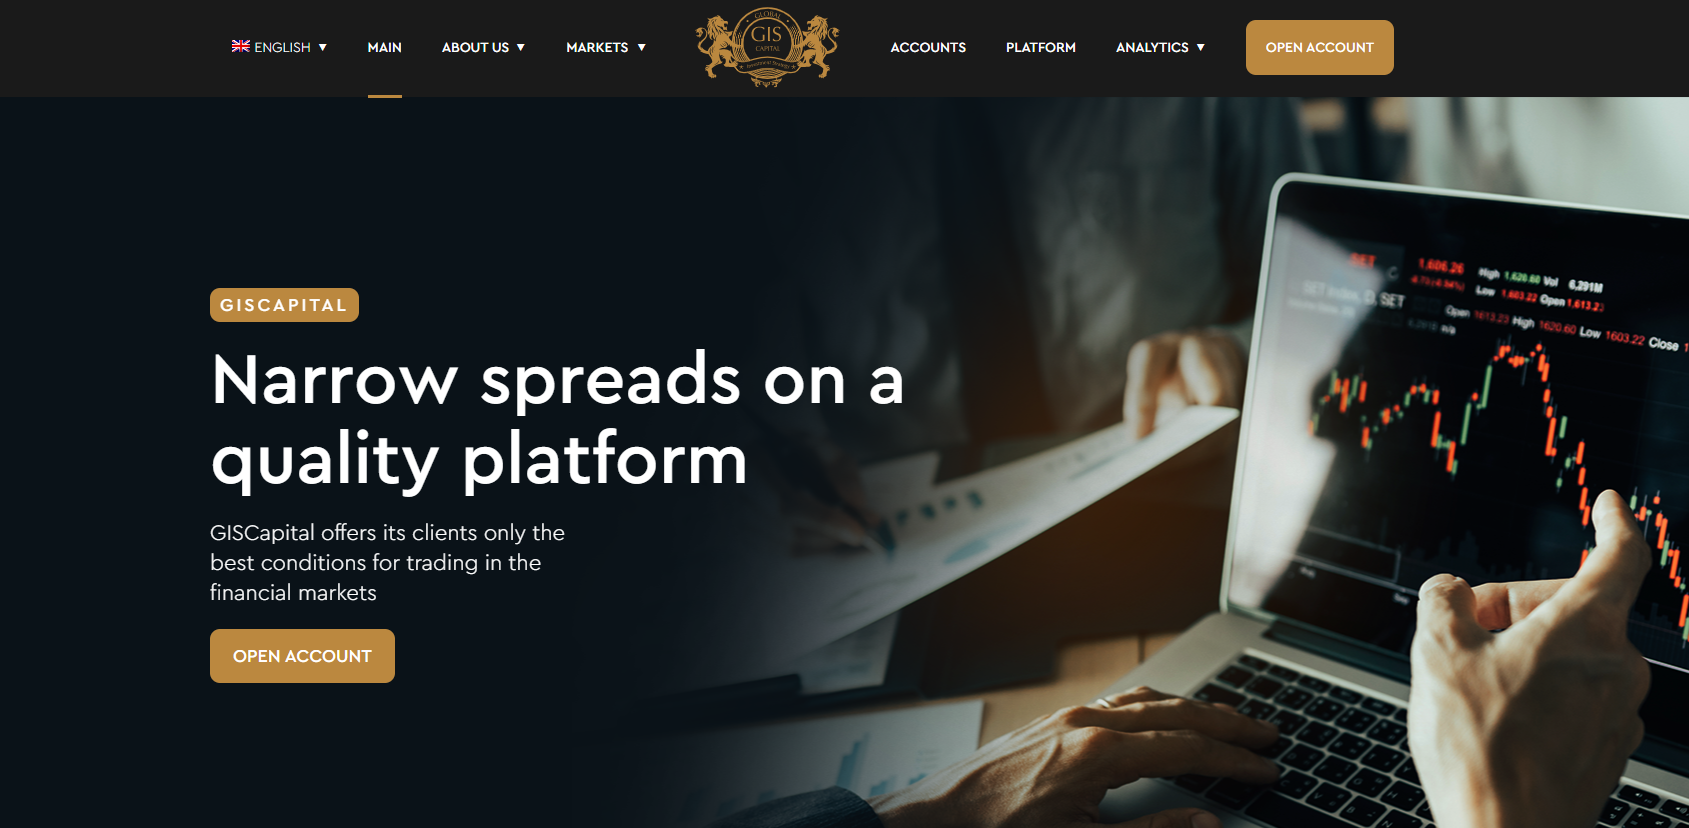 ENGLISH ▼
MAIN
ABOUT US ▼
MARKETS ▼
GLOBAL
GIS
CAPITAL
Investment Strategy
ACCOUNTS
PLATFORM
ANALYTICS ▼
OPEN ACCOUNT
GISCAPITAL
Narrow spreads on a
quality platform
GISCapital offers its clients only the
best conditions for trading in the
financial markets
OPEN ACCOUNT
SET 1,606.26 High 1,620.60 Vol 6,291M
Low 1,603.22 Open 1,613.23
SET Index, D, SET
Open 1613.23 High 1620.60 Low 1603.22 Close 1
n/a